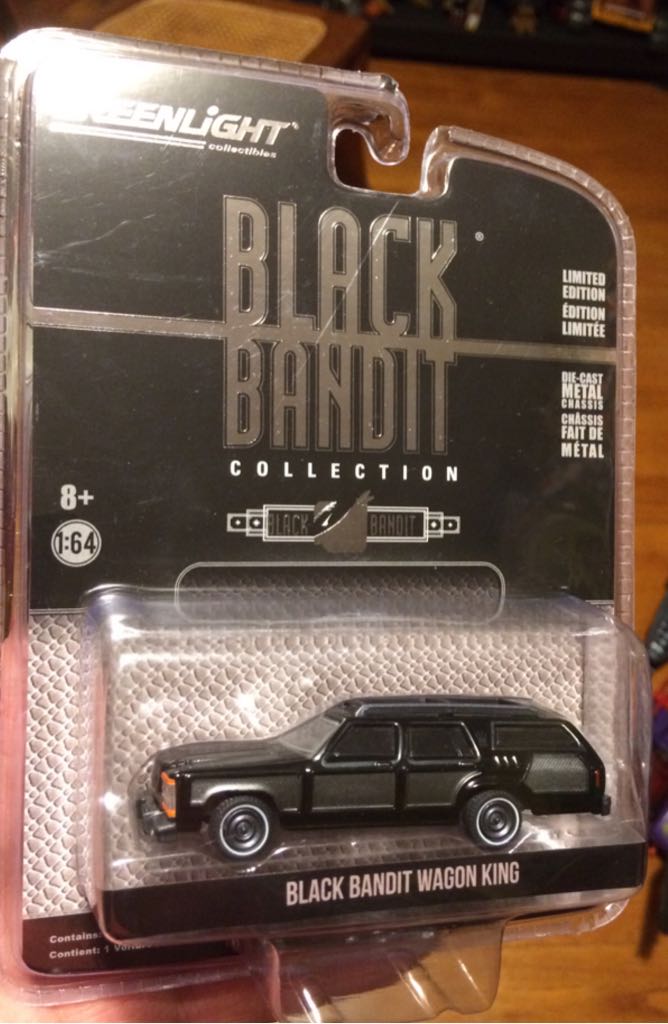 GREENLIGHT
collectibles
BLACK
BANDIT ®
COLLECTION
LIMITED
EDITION
ÉDITION
LIMITÉE
DIE-CAST
METAL
CHASSIS
CHÂSSIS
FAIT DE
MÉTAL
8+
1:64
BLACK BANDIT
BLACK BANDIT WAGON KING
Contains:
Contient: 1